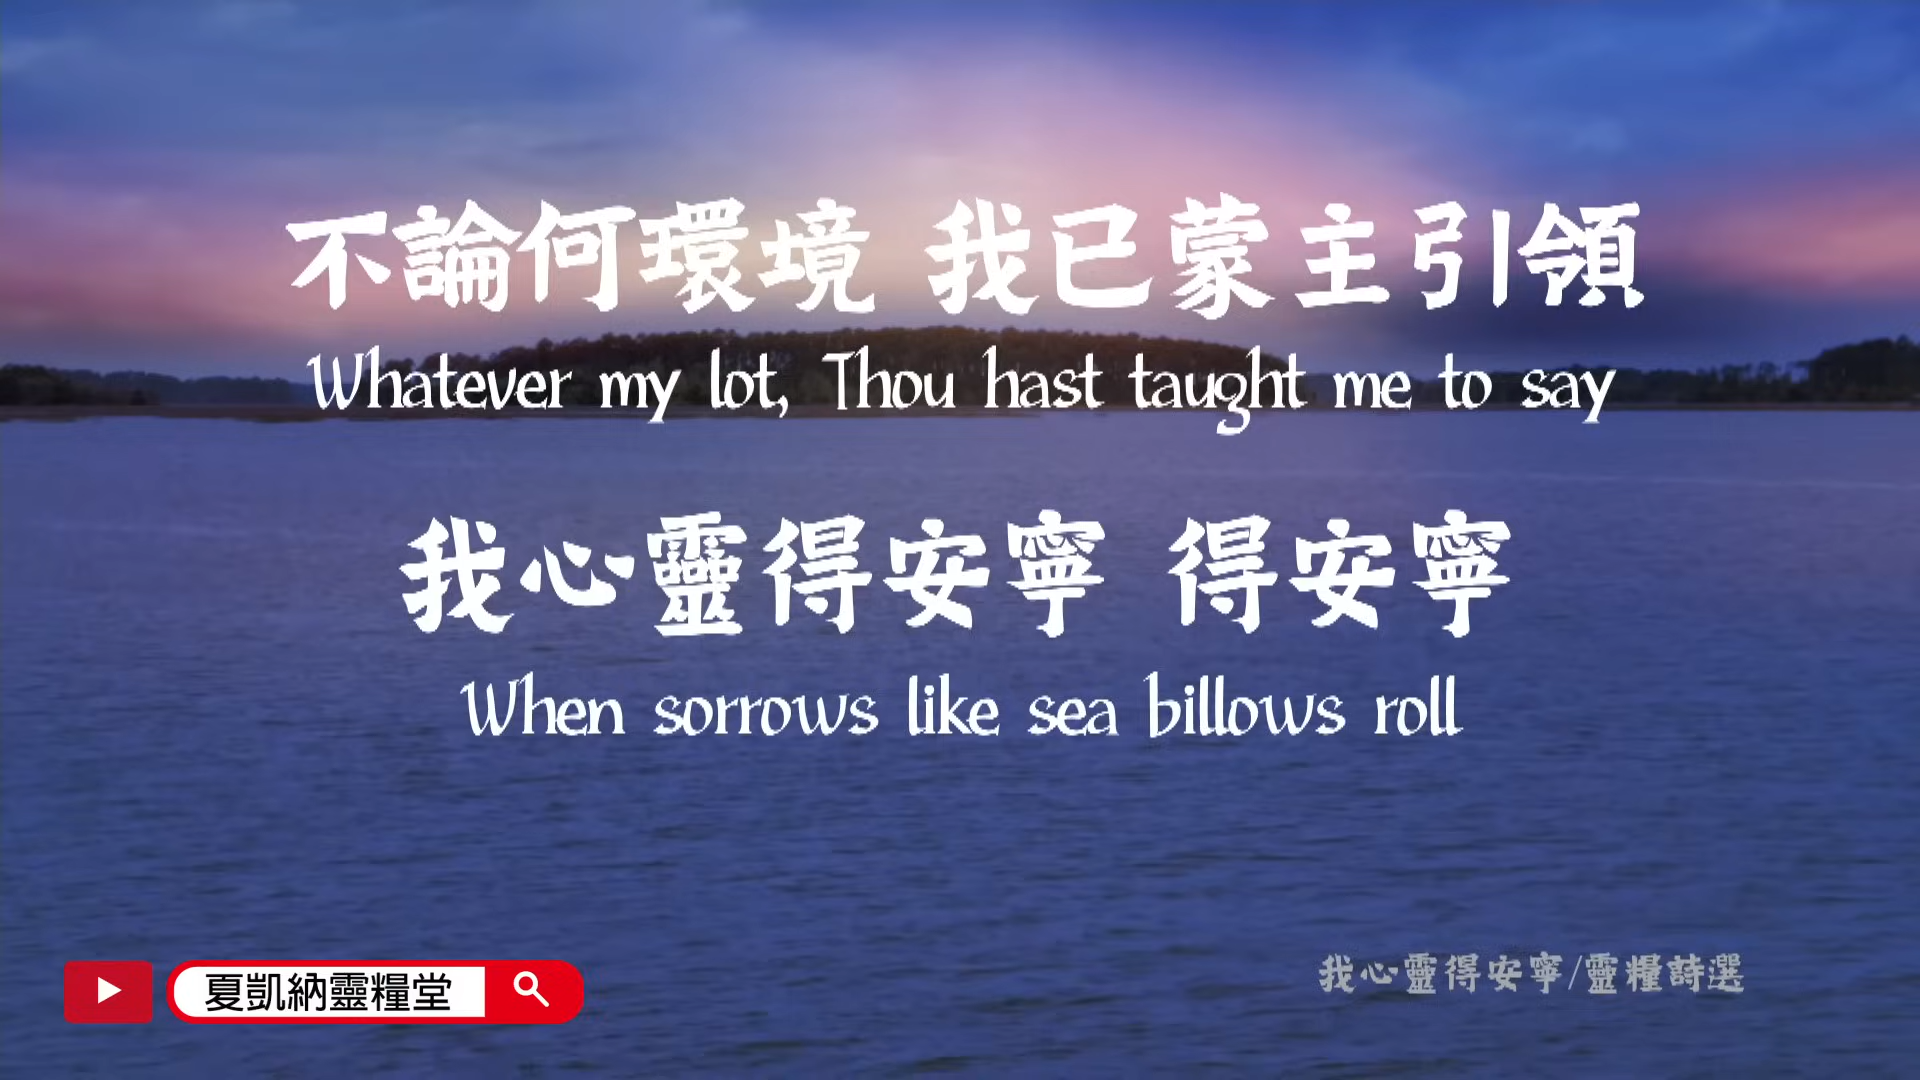 不論何環境 我已蒙主引領
Whatever my lot, Thou hast taught me to say
我心靈得安寧 得安寧
When sorrows like sea billows roll
夏凱納靈糧堂
我心靈得安寧/靈糧詩選